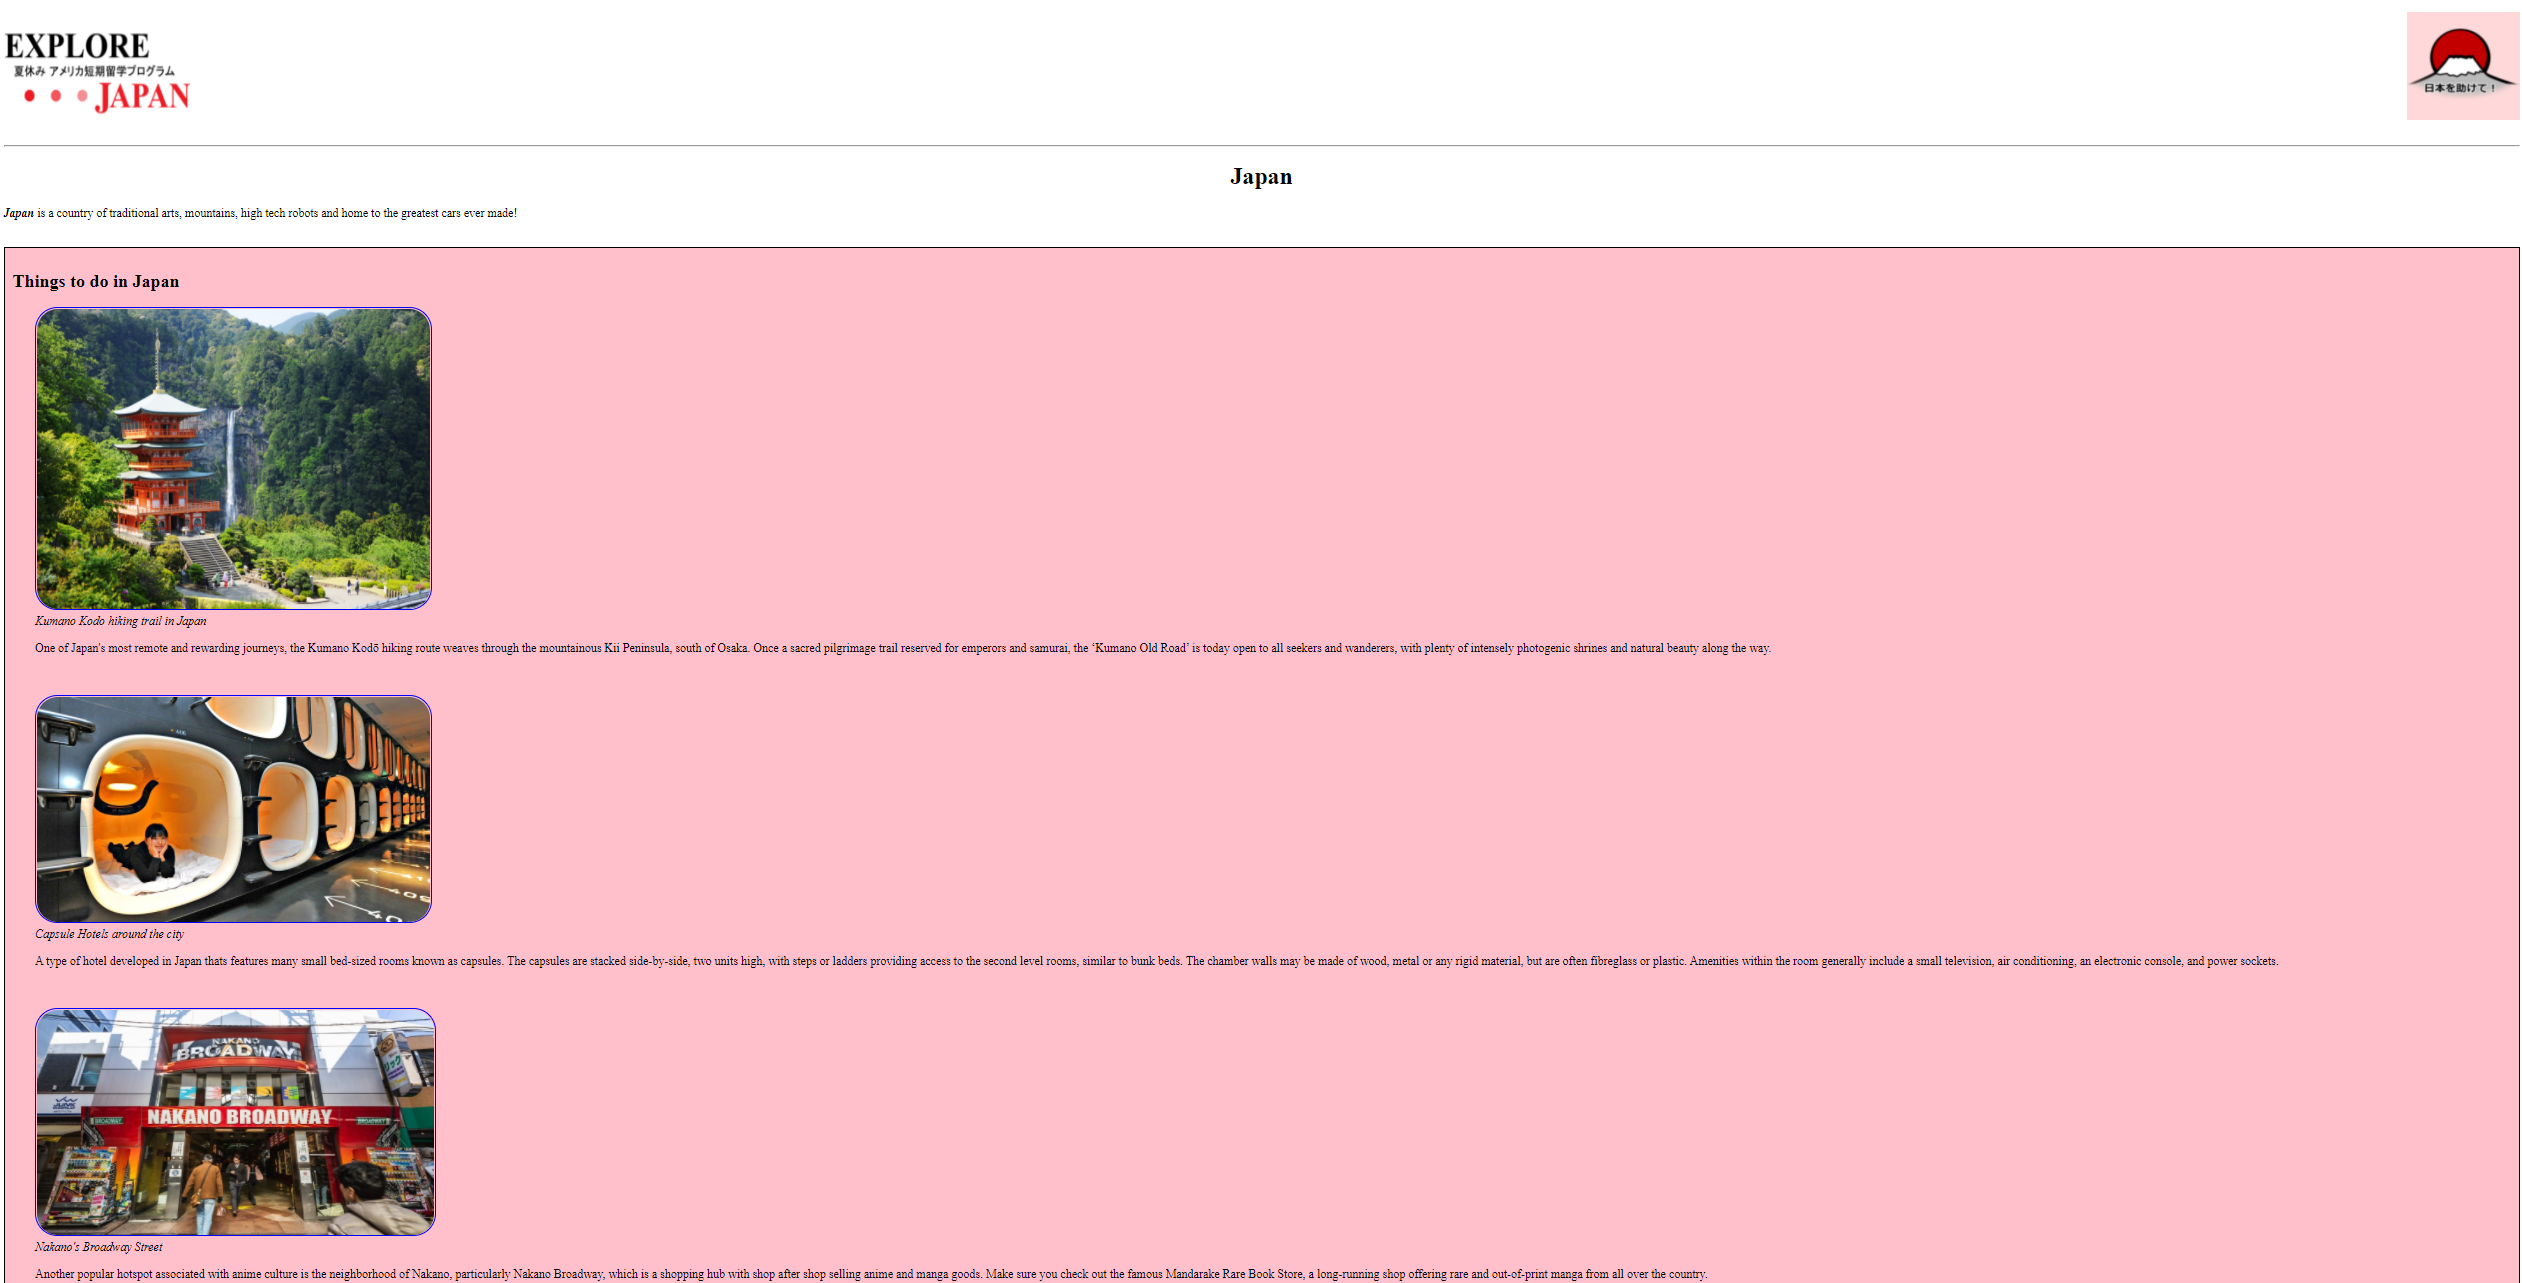 EXPLORE
夏休み アメリカ短期留学プログラム
JAPAN
日本を助けて！
Japan
Japan is a country of traditional arts, mountains, high tech robots and home to the greatest cars ever made!
Things to do in Japan
Kumano Kodo hiking trail in Japan
One of Japan's most remote and rewarding journeys, the Kumano Kodō hiking route weaves through the mountainous Kii Peninsula, south of Osaka. Once a sacred pilgrimage trail reserved for emperors and samurai, the ‘Kumano Old Road’ is today open to all seekers and wanderers, with plenty of intensely photogenic shrines and natural beauty along the way.
Capsule Hotels around the city
A type of hotel developed in Japan thats features many small bed-sized rooms known as capsules. The capsules are stacked side-by-side, two units high, with steps or ladders providing access to the second level rooms, similar to bunk beds. The chamber walls may be made of wood, metal or any rigid material, but are often fibreglass or plastic. Amenities within the room generally include a small television, air conditioning, an electronic console, and power sockets.
NAKANO
BROADWAY
NAKANO BROADWAY
BROADWAY
BROADWAY
Nakano's Broadway Street
Another popular hotspot associated with anime culture is the neighborhood of Nakano, particularly Nakano Broadway, which is a shopping hub with shop after shop selling anime and manga goods. Make sure you check out the famous Mandarake Rare Book Store, a long-running shop offering rare and out-of-print manga from all over the country.